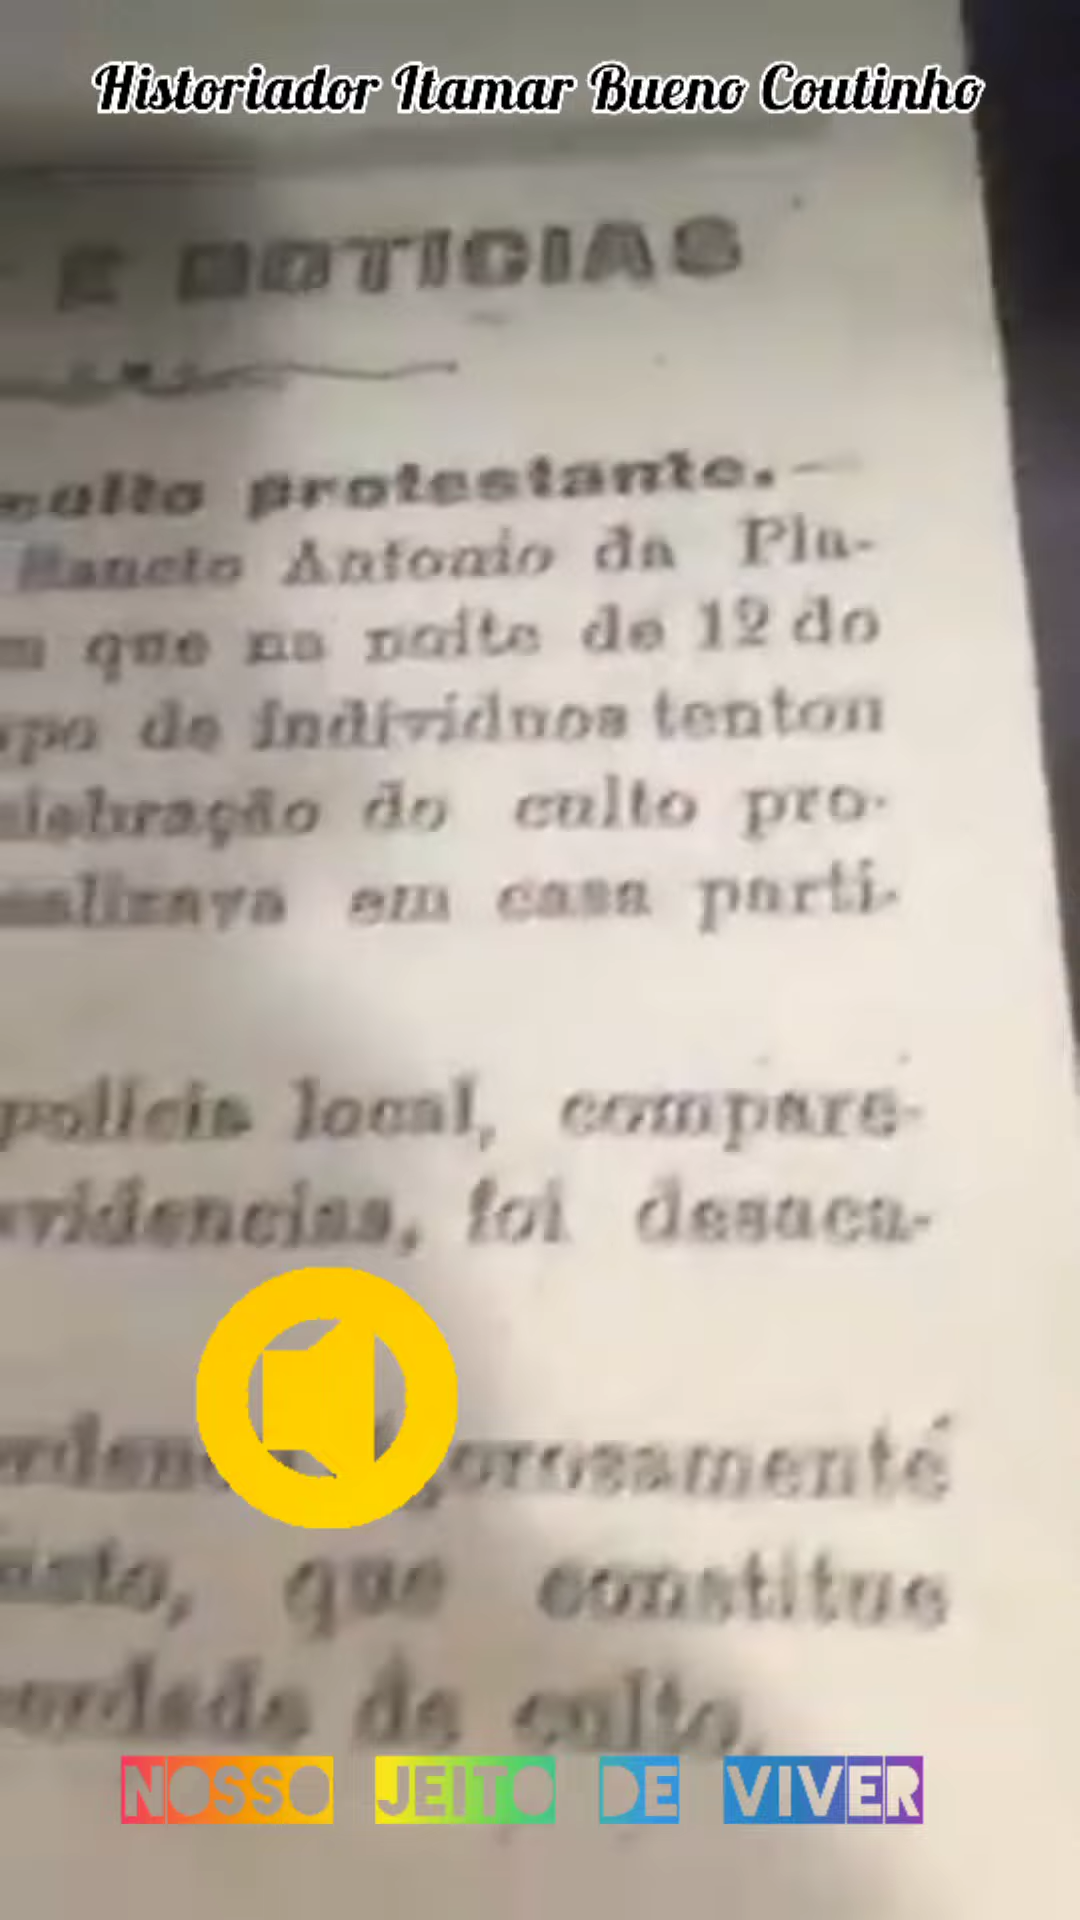 Historiador Itamar Bueno Coutinho
E NOTICIAS
culto protestante.—
Sancto Antonio da Pla-
que na noite de 12 do
de individuos tentou
do culto pro-
em casa parti-
policia local, compare-
foi desaca-
que constitue
de culto.
NOSSO JEITO DE VIVER